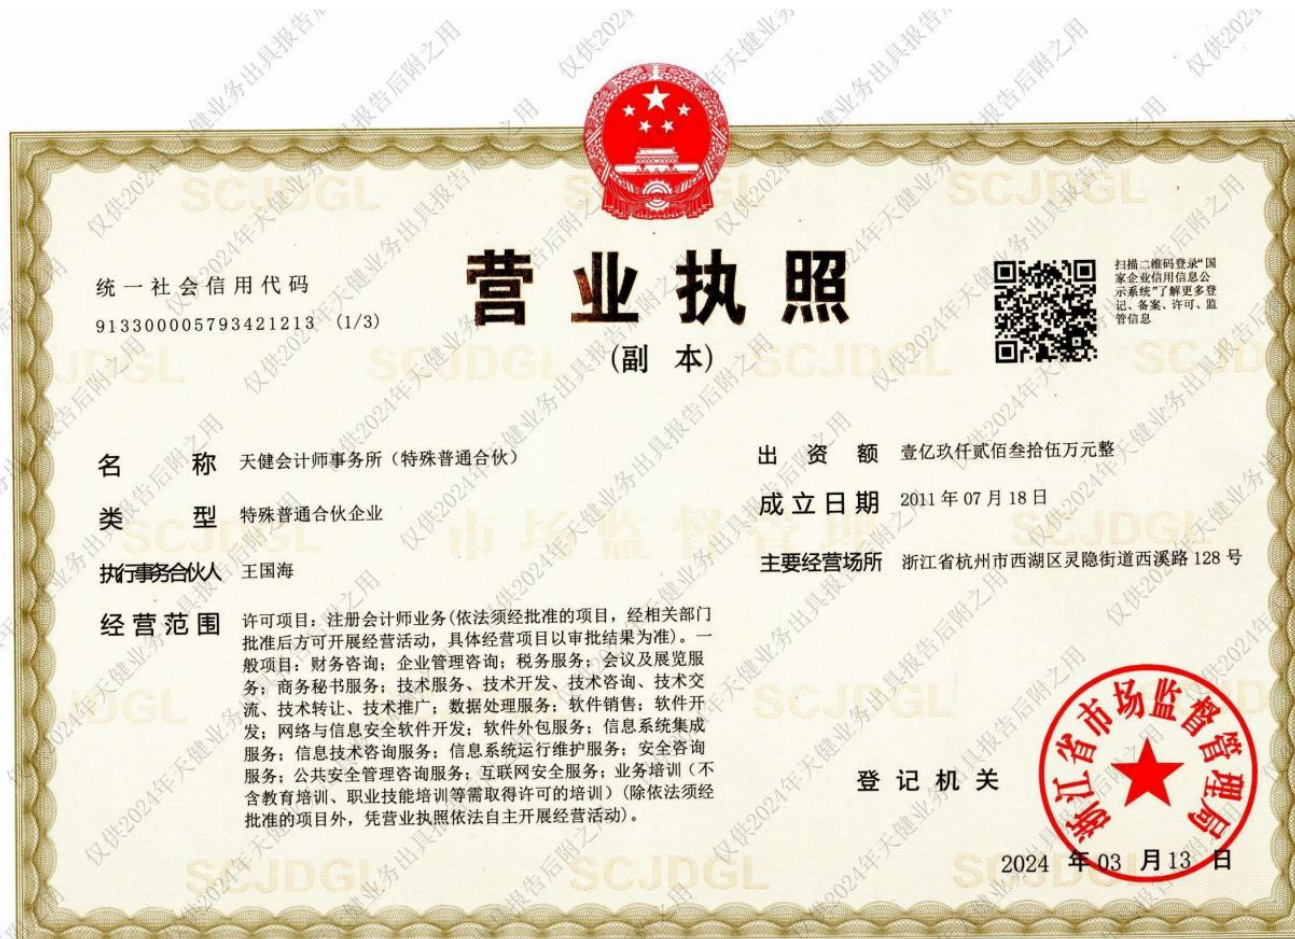 营业执照
(副 本)
统一社会信用代码
913300005793421213 (1/3)
扫描二维码登录“国
家企业信用信息公
示系统”了解更多登
记、备案、许可、监
管信息
名 称 天健会计师事务所（特殊普通合伙）
类 型 特殊普通合伙企业
执行事务合伙人 王国海
经营范围 许可项目：注册会计师业务(依法须经批准的项目，经相关部门
批准后方可开展经营活动，具体经营项目以审批结果为准)。一
般项目：财务咨询；企业管理咨询；税务服务；会议及展览服
务；商务秘书服务；技术服务、技术开发、技术咨询、技术交
流、技术转让、技术推广；数据处理服务；软件销售；软件开
发；网络与信息安全软件开发；软件外包服务；信息系统集成
服务；信息技术咨询服务；信息系统运行维护服务；安全咨询
服务；公共安全管理咨询服务；互联网安全服务；业务培训（不
含教育培训、职业技能培训等需取得许可的培训）(除依法须经
批准的项目外，凭营业执照依法自主开展经营活动)。
出 资 额 壹亿玖仟贰佰叁拾伍万元整
成立日期 2011年07月18日
主要经营场所 浙江省杭州市西湖区灵隐街道西溪路128号
登记机关
浙江省市场监督管理局
2024 年 03 月 13 日
仅供2024年天健业务出具报告后附之用
SCJDGL
市场监督管理